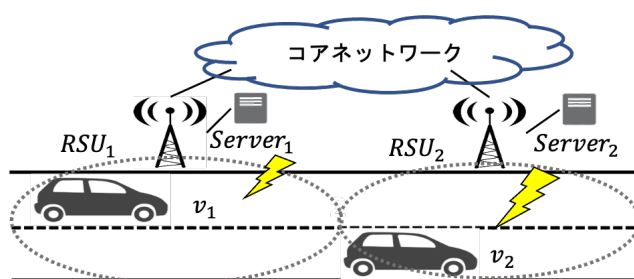 コアネットワーク
RSU₁
Server₁
RSU₂
Server₂
v₁
v₂